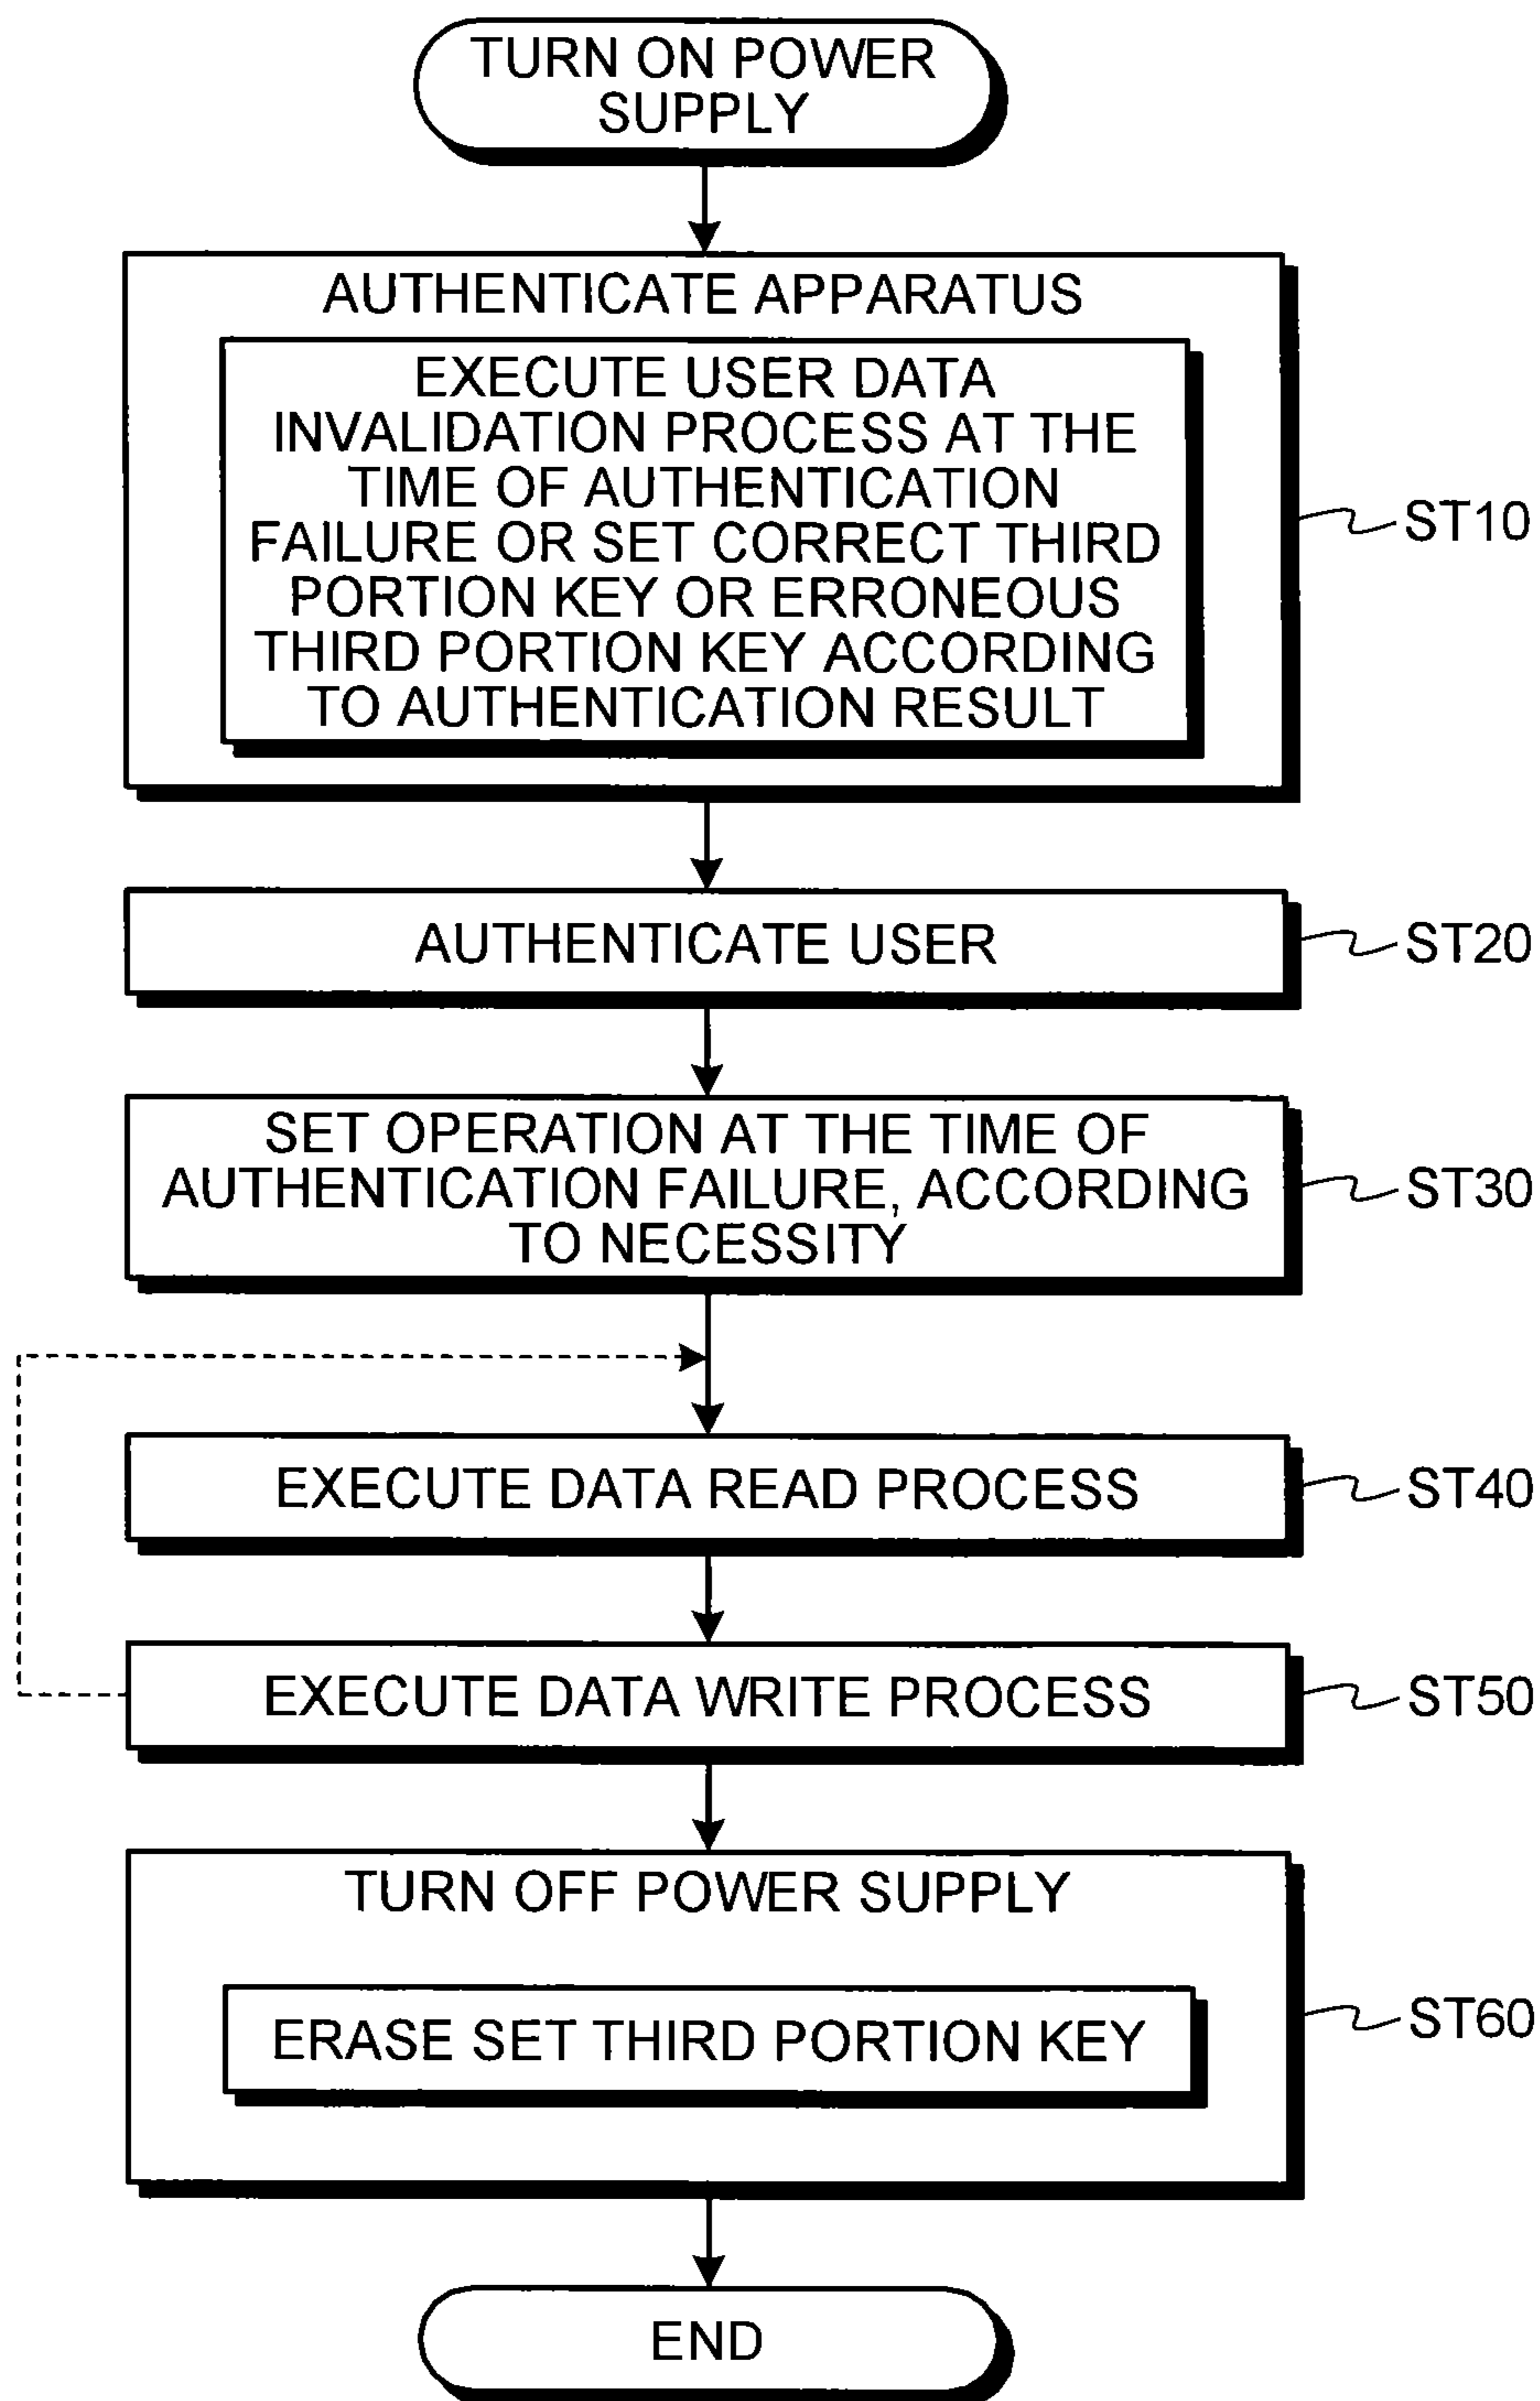 TURN ON POWER
SUPPLY
AUTHENTICATE APPARATUS
EXECUTE USER DATA
INVALIDATION PROCESS AT THE
TIME OF AUTHENTICATION
FAILURE OR SET CORRECT THIRD
PORTION KEY OR ERRONEOUS
THIRD PORTION KEY ACCORDING
TO AUTHENTICATION RESULT
ST10
AUTHENTICATE USER
ST20
SET OPERATION AT THE TIME OF
AUTHENTICATION FAILURE, ACCORDING
TO NECESSITY
ST30
EXECUTE DATA READ PROCESS
ST40
EXECUTE DATA WRITE PROCESS
ST50
TURN OFF POWER SUPPLY
ERASE SET THIRD PORTION KEY
ST60
END